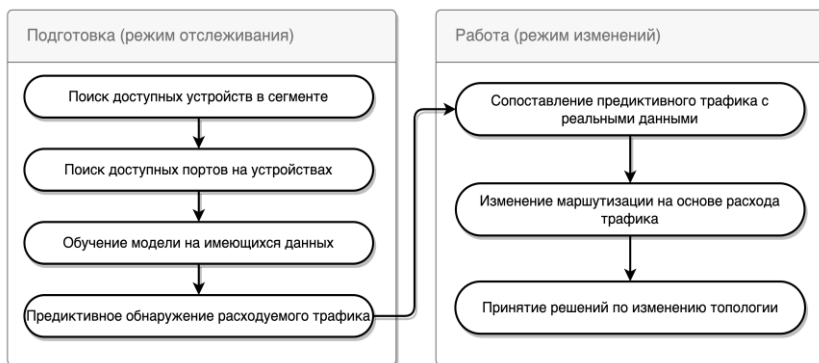 Подготовка (режим отслеживания)
Поиск доступных устройств в сегменте
Поиск доступных портов на устройствах
Обучение модели на имеющихся данных
Предиктивное обнаружение расходуемого трафика
Работа (режим изменений)
Сопоставление предиктивного трафика с
реальными данными
Изменение маршутизации на основе расхода
трафика
Принятие решений по изменению топологии